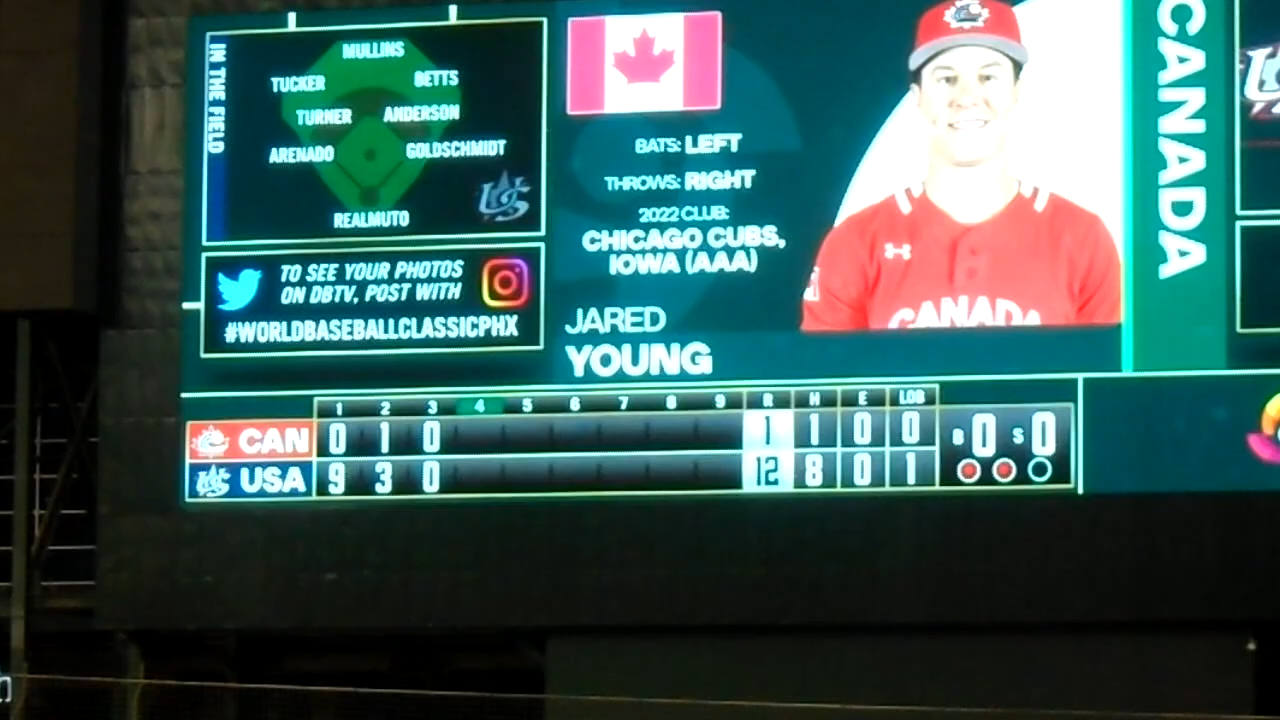 IN THE FIELD
MULLINS
TUCKER BETTS
TURNER ANDERSON
ARENADO GOLDSCHMIDT
REALMUTO
US
TO SEE YOUR PHOTOS
ON DBTV, POST WITH
#WORLDBASEBALLCLASSICPHX
BATS: LEFT
THROWS: RIGHT
2022 CLUB:
CHICAGO CUBS,
IOWA (AAA)
JARED
YOUNG
CANADA
CANADA
1 2 3 4 5 6 7 8 9 R H E LOB
CAN 0 1 0 1 1 0 0
USA 9 3 0 12 8 0 1
B 0 S 0